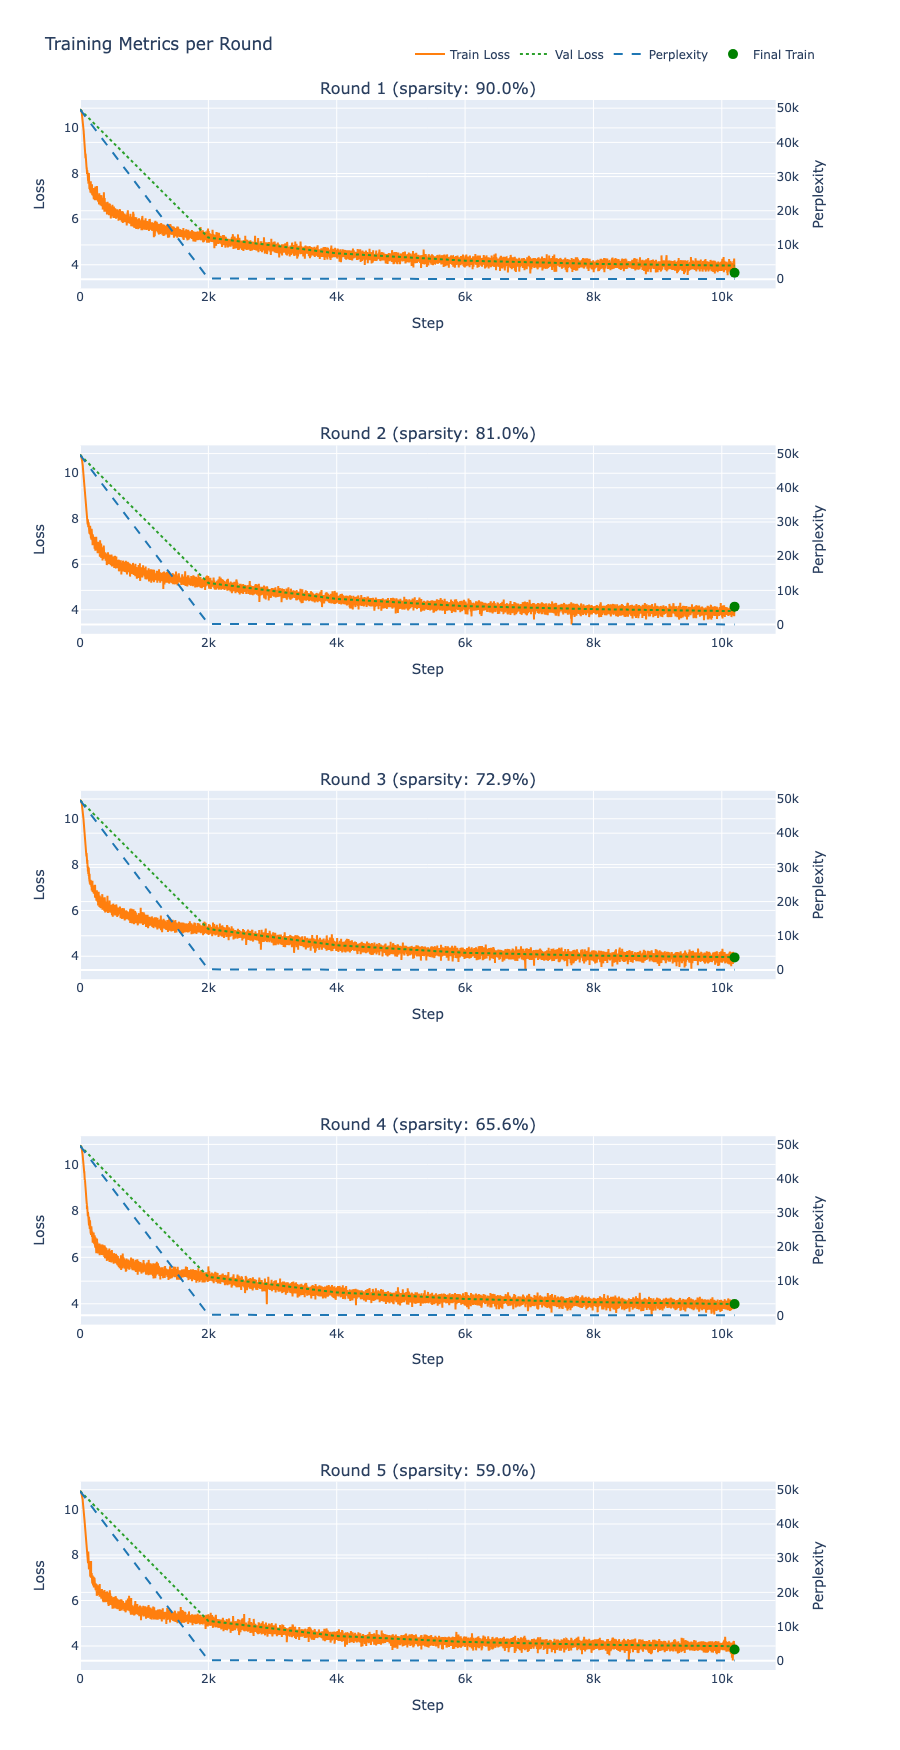 Training Metrics per Round
Train Loss Val Loss Perplexity Final Train
Round 1 (sparsity: 90.0%)
10
8
6
4
Loss
50k
40k
30k
20k
10k
0
Perplexity
0 2k 4k 6k 8k 10k
Step
Round 2 (sparsity: 81.0%)
10
8
6
4
Loss
50k
40k
30k
20k
10k
0
Perplexity
0 2k 4k 6k 8k 10k
Step
Round 3 (sparsity: 72.9%)
10
8
6
4
Loss
50k
40k
30k
20k
10k
0
Perplexity
0 2k 4k 6k 8k 10k
Step
Round 4 (sparsity: 65.6%)
10
8
6
4
Loss
50k
40k
30k
20k
10k
0
Perplexity
0 2k 4k 6k 8k 10k
Step
Round 5 (sparsity: 59.0%)
10
8
6
4
Loss
50k
40k
30k
20k
10k
0
Perplexity
0 2k 4k 6k 8k 10k
Step